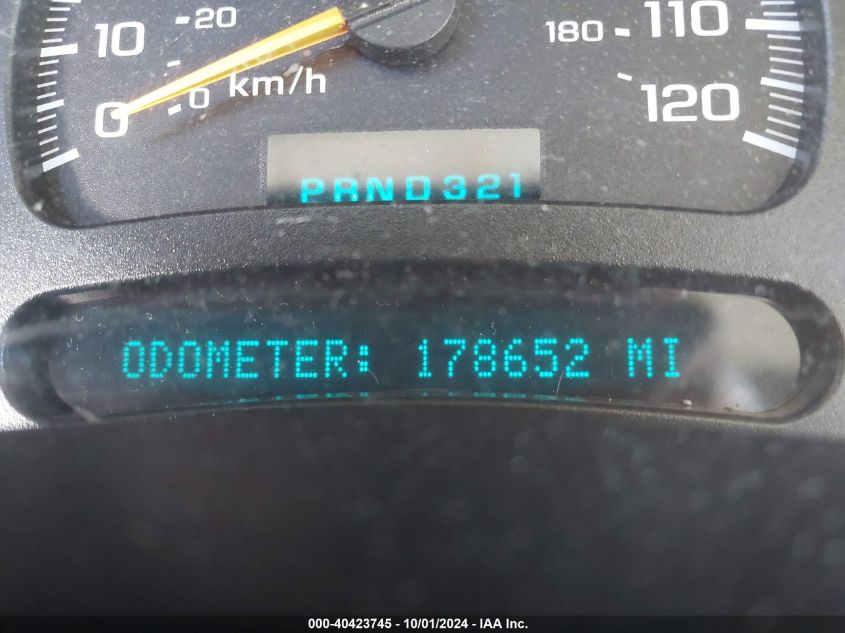 10 20 180 110
0 0 km/h 120
PRND321
ODOMETER: 178652 MI
000-40423745 - 10/01/2024 - IAA Inc.